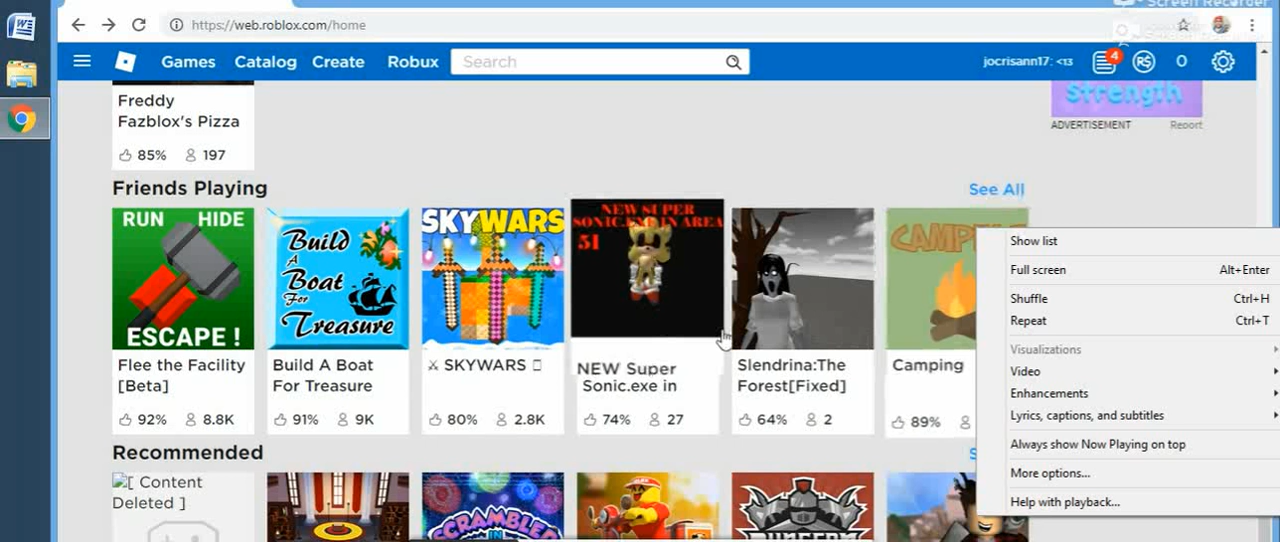 Screen Recorder
https://web.roblox.com/home
Games Catalog Create Robux Search jocrisann17: <13 4 0
Freddy
Fazblox's Pizza
85% 197
strength
ADVERTISEMENT Report
Friends Playing See All
RUN HIDE
ESCAPE !
Build
A
Boat
For
Treasure
SKYWARS
NEW SUPER
SONIC.EXE IN AREA
51
Flee the Facility
[Beta]
92% 8.8K
Build A Boat
For Treasure
91% 9K
⚔ SKYWARS
80% 2.8K
NEW Super
Sonic.exe in
74% 27
Slendrina:The
Forest[Fixed]
64% 2
Camping
89%
Show list
Full screen Alt+Enter
Shuffle Ctrl+H
Repeat Ctrl+T
Visualizations
Video
Enhancements
Lyrics, captions, and subtitles
Always show Now Playing on top
More options...
Help with playback...
Recommended
[ Content
Deleted ]
SCRAMBLED
IN